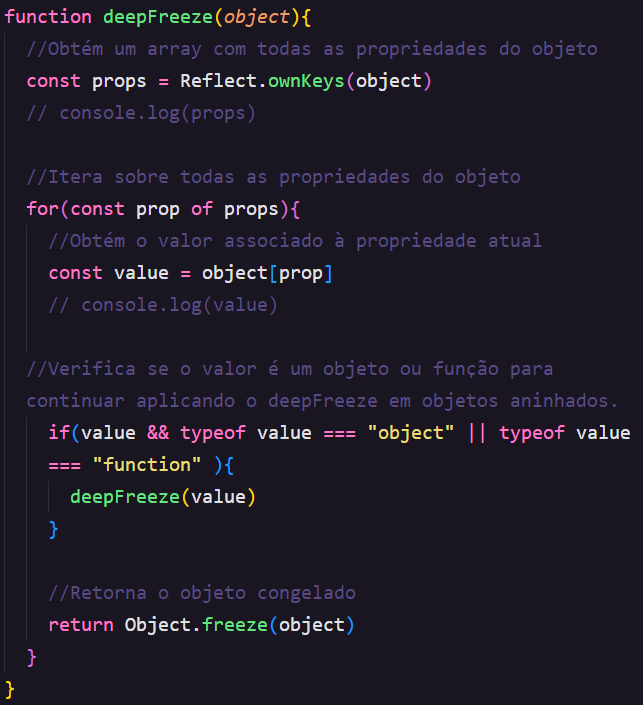 function deepFreeze(object){
//Obtém um array com todas as propriedades do objeto
const props = Reflect.ownKeys(object)
// console.log(props)
//Itera sobre todas as propriedades do objeto
for(const prop of props){
//Obtém o valor associado à propriedade atual
const value = object[prop]
// console.log(value)
//Verifica se o valor é um objeto ou função para
continuar aplicando o deepFreeze em objetos aninhados.
if(value && typeof value === "object" || typeof value
=== "function" ){
deepFreeze(value)
}
//Retorna o objeto congelado
return Object.freeze(object)
}
}